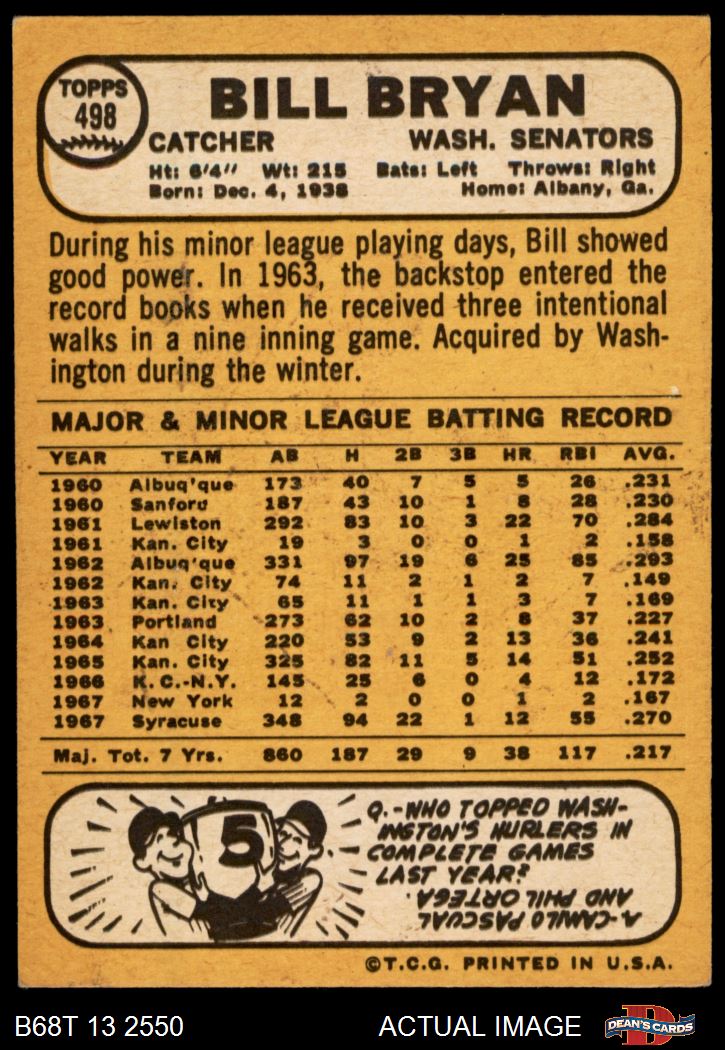 TOPPS
498
BILL BRYAN
CATCHER WASH. SENATORS
Ht: 6'4" Wt: 215 Bats: Left Throws: Right
Born: Dec. 4, 1938 Home: Albany, Ga.
During his minor league playing days, Bill showed
good power. In 1963, the backstop entered the
record books when he received three intentional
walks in a nine inning game. Acquired by Wash-
ington during the winter.
MAJOR & MINOR LEAGUE BATTING RECORD
YEAR TEAM AB H 2B 3B HR RBI AVG.
1960 Albuq'que 173 40 7 5 5 26 .231
1960 Sanford 187 43 10 1 8 28 .230
1961 Lewiston 292 83 10 3 22 70 .284
1961 Kan. City 19 3 0 0 1 2 .158
1962 Albuq'que 331 97 19 6 25 85 .293
1962 Kan. City 74 11 2 1 2 7 .149
1963 Kan. City 65 11 1 1 3 7 .169
1963 Portland 273 62 10 2 8 37 .227
1964 Kan City 220 53 9 2 13 36 .241
1965 Kan. City 325 82 11 5 14 51 .252
1966 K.C.-N.Y. 145 25 6 0 4 12 .172
1967 New York 12 2 0 0 1 2 .167
1967 Syracuse 348 94 22 1 12 55 .270
Maj. Tot. 7 Yrs. 860 187 29 9 38 117 .217
5
Q.-WHO TOPPED WASH-
INGTON'S HURLERS IN
COMPLETE GAMES
LAST YEAR?
A.-CAMILO PASCUAL
AND PHIL ORTEGA.
©T.C.G. PRINTED IN U.S.A.
B68T 13 2550 ACTUAL IMAGE
DEAN'S CARDS